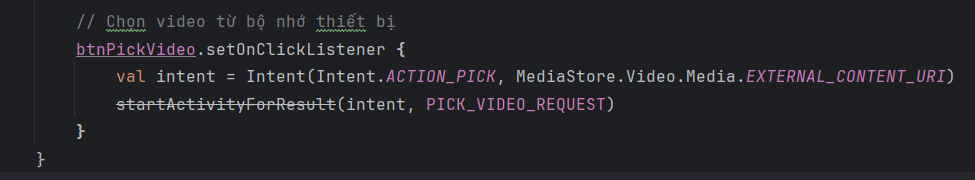 // Chọn video từ bộ nhớ thiết bị
btnPickVideo.setOnClickListener {
val intent = Intent(Intent.ACTION_PICK, MediaStore.Video.Media.EXTERNAL_CONTENT_URI)
startActivityForResult(intent, PICK_VIDEO_REQUEST)
}
}